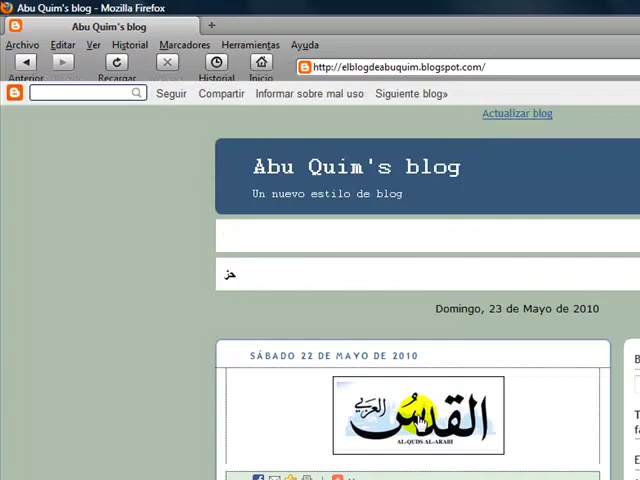 Abu Quim's blog - Mozilla Firefox
Abu Quim's blog
Archivo Editar Ver Historial Marcadores Herramientas Ayuda
Anterior Recargar Historial Inicio
http://elblogdeabuquim.blogspot.com/
Seguir Compartir Informar sobre mal uso Siguiente blog»
Actualizar blog
Abu Quim's blog
Un nuevo estilo de blog
حز
Domingo, 23 de Mayo de 2010
SÁBADO 22 DE MAYO DE 2010
القدس العربي
AL-QUDS AL-ARABI